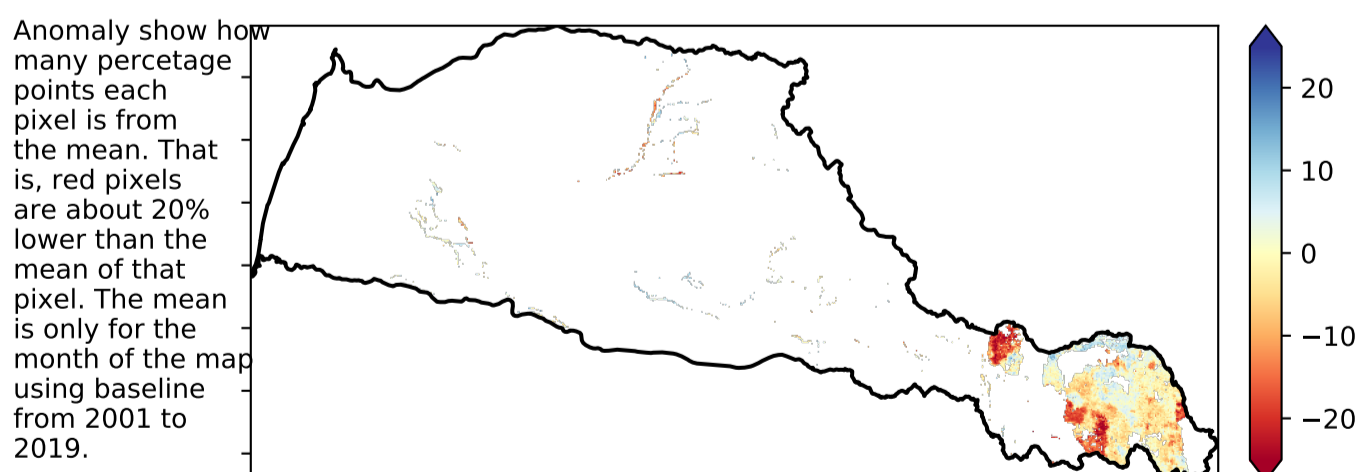 Anomaly show how
many percetage
points each
pixel is from
the mean. That
is, red pixels
are about 20%
lower than the
mean of that
pixel. The mean
is only for the
month of the map
using baseline
from 2001 to
2019.
20
10
0
−10
−20